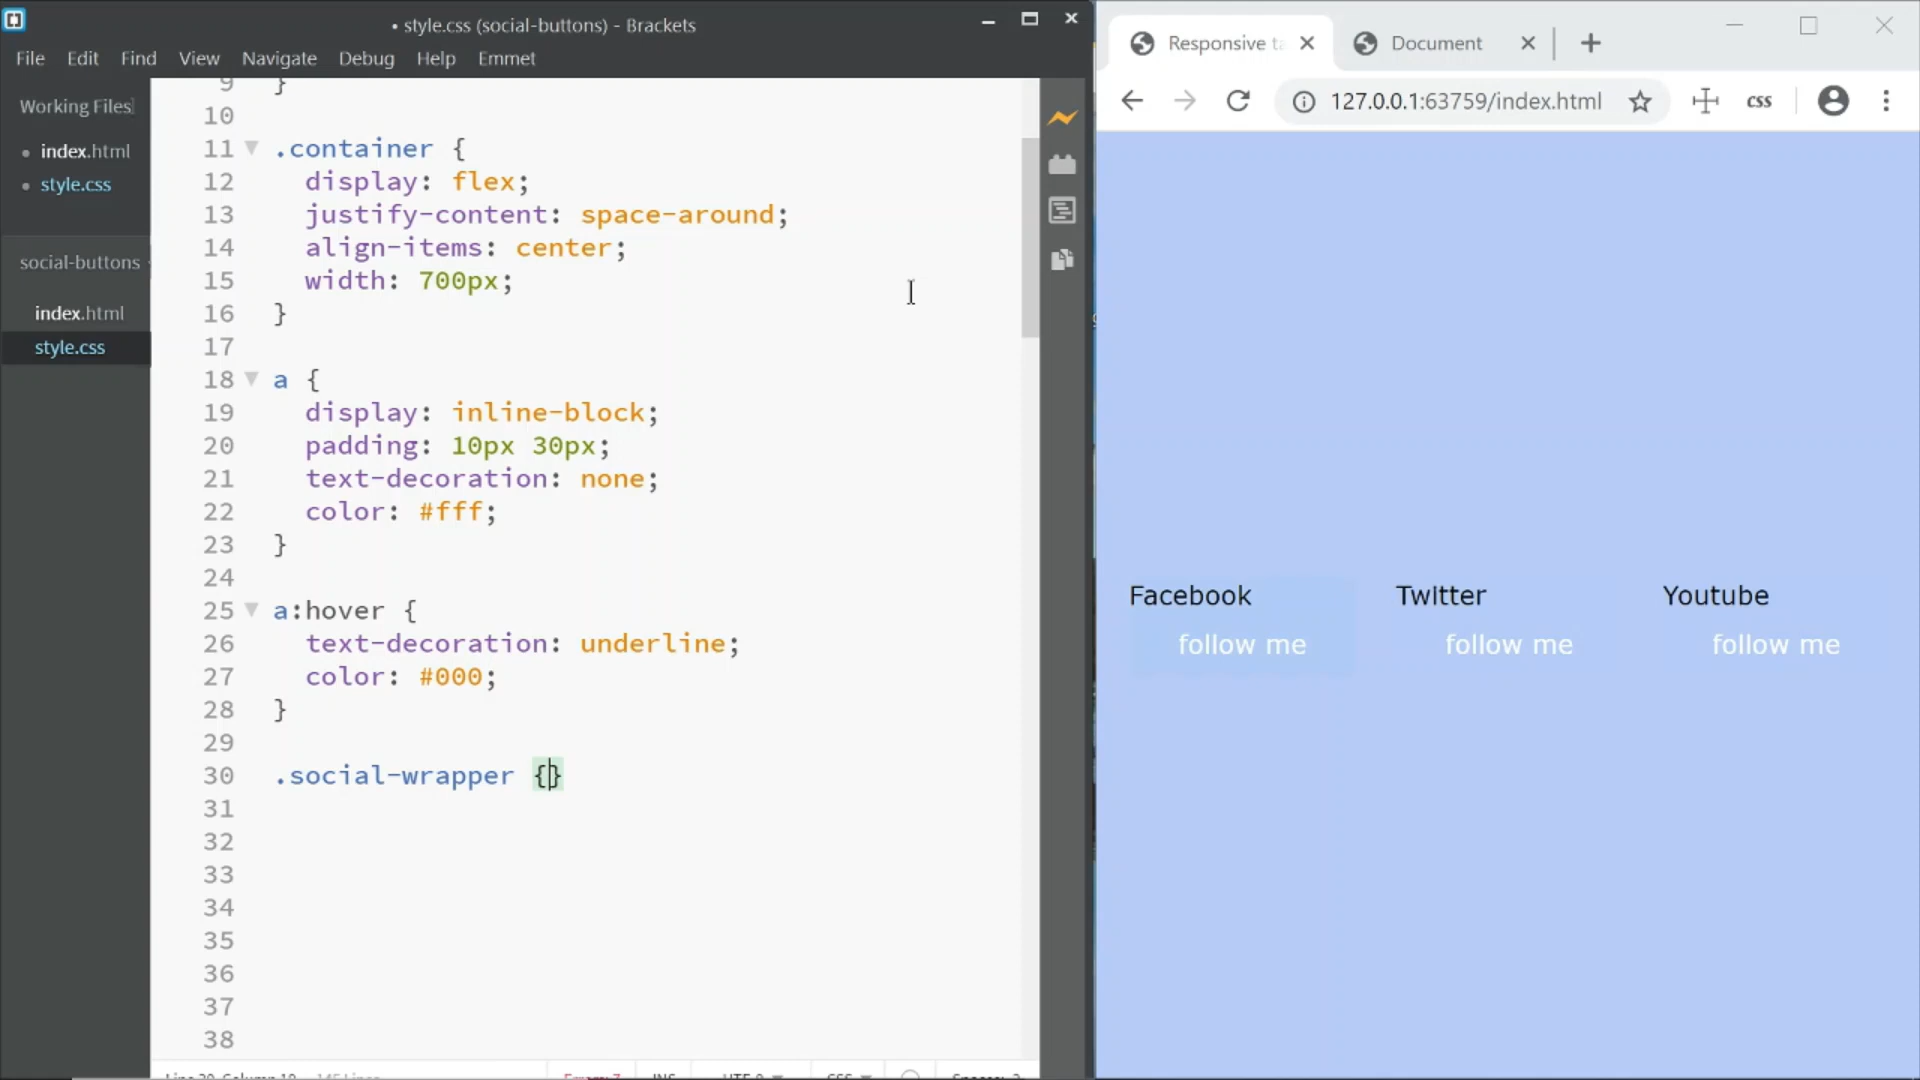 • style.css (social-buttons) - Brackets
File Edit Find View Navigate Debug Help Emmet
Working Files
index.html
style.css
social-buttons
index.html
style.css
9 }
10
11 .container {
12 display: flex;
13 justify-content: space-around;
14 align-items: center;
15 width: 700px;
16 }
17
18 a {
19 display: inline-block;
20 padding: 10px 30px;
21 text-decoration: none;
22 color: #fff;
23 }
24
25 a:hover {
26 text-decoration: underline;
27 color: #000;
28 }
29
30 .social-wrapper {}
31
32
33
34
35
36
37
38
Responsive ta
Document
127.0.0.1:63759/index.html
css
Facebook Twitter Youtube
follow me follow me follow me